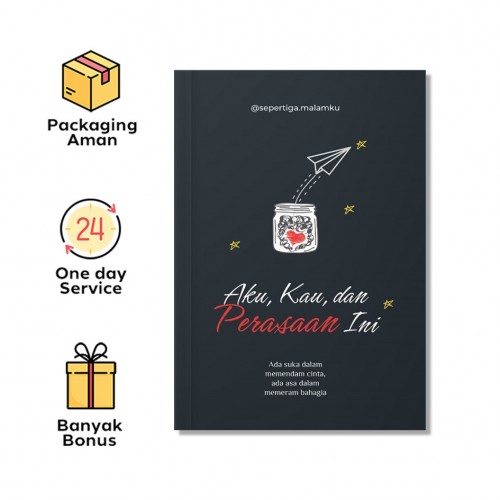 Packaging
Aman
24
One day
Service
Banyak
Bonus
@sepertiga.malamku
Aku, Kau, dan
Perasaan Ini
Ada suka dalam
memendam cinta,
ada asa dalam
memeram bahagia